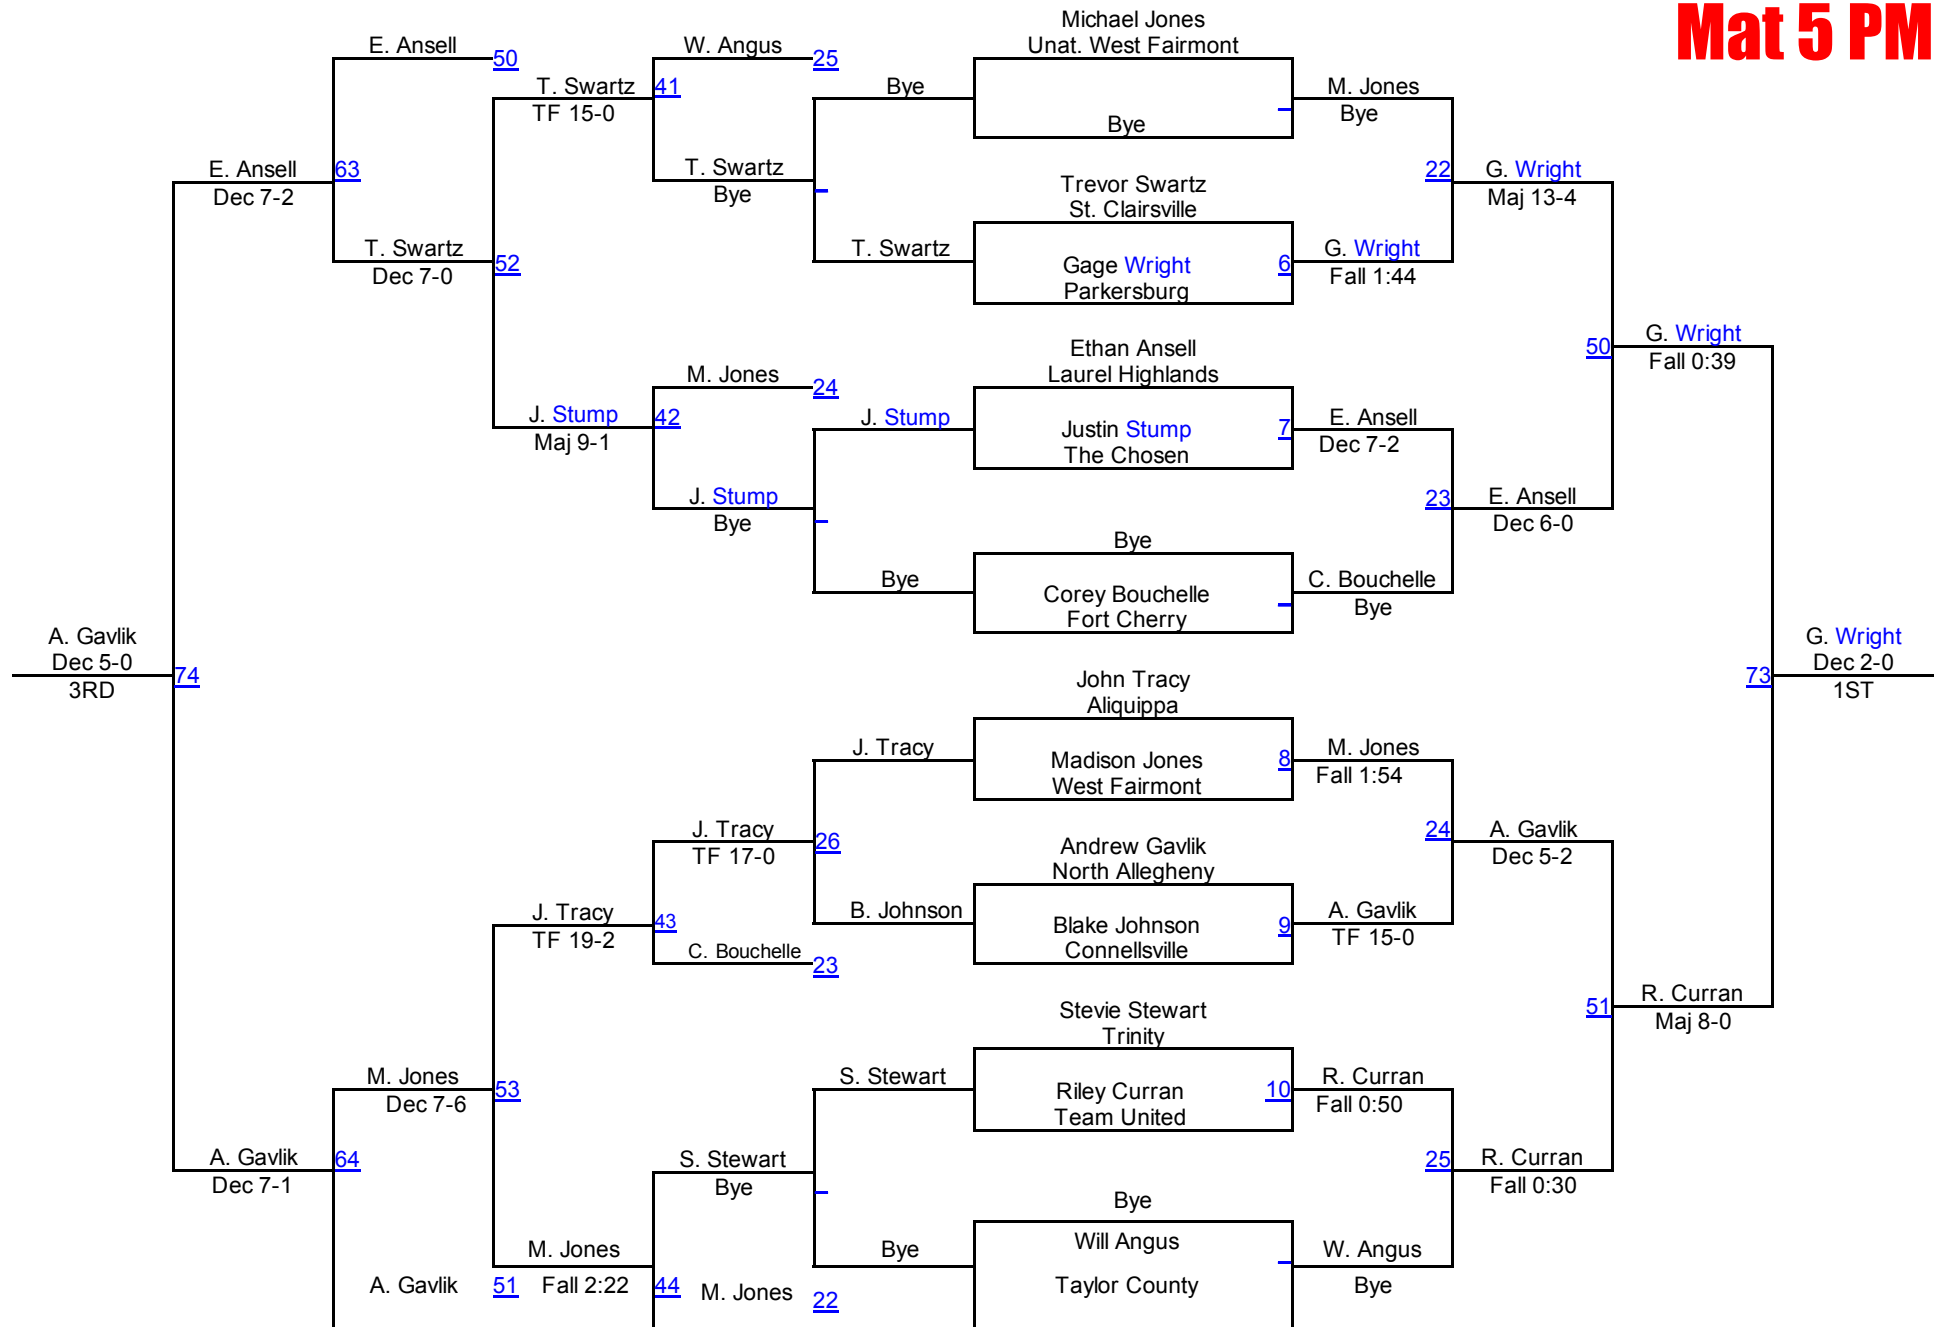 Mat 5 PM
Michael Jones
E. Ansell
W. Angus
Unat. West Fairmont
50
25
T. Swartz
41
Bye
M. Jones
TF 15-0
Bye
Bye
E. Ansell
63
T. Swartz
22
G. Wright
Dec 7-2
Bye
Trevor Swartz
Maj 13-4
St. Clairsville
T. Swartz
52
T. Swartz
Gage Wright
6
G. Wright
Dec 7-0
Parkersburg
Fall 1:44
Ethan Ansell
50
G. Wright
M. Jones
24
Laurel Highlands
Fall 0:39
J. Stump
42
J. Stump
Justin Stump
7
E. Ansell
Maj 9-1
The Chosen
Dec 7-2
J. Stump
23
E. Ansell
Bye
Bye
Dec 6-0
Bye
Corey Bouchelle
C. Bouchelle
Fort Cherry
Bye
A. Gavlik
G. Wright
Dec 5-0
74
73
Dec 2-0
3RD
John Tracy
1ST
Aliquippa
J. Tracy
Madison Jones
8
M. Jones
West Fairmont
Fall 1:54
J. Tracy
26
24
A. Gavlik
TF 17-0
Andrew Gavlik
Dec 5-2
North Allegheny
J. Tracy
43
B. Johnson
Blake Johnson
9
A. Gavlik
TF 19-2
C. Bouchelle
23
Connellsville
TF 15-0
Stevie Stewart
51
R. Curran
Trinity
Maj 8-0
M. Jones
53
S. Stewart
Riley Curran
10
R. Curran
Dec 7-6
Team United
Fall 0:50
A. Gavlik
64
S. Stewart
25
R. Curran
Dec 7-1
Bye
Bye
Fall 0:30
M. Jones
Bye
Will Angus
W. Angus
A. Gavlik
51
Fall 2:22
44
M. Jones
22
Taylor County
Bye